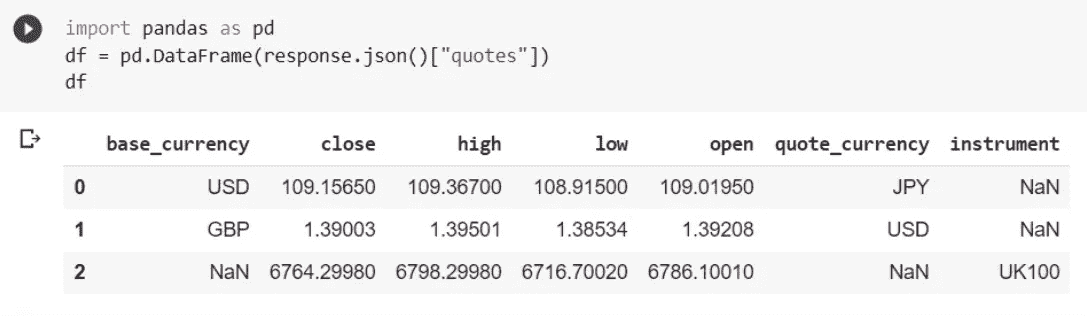 import pandas as pd
df = pd.DataFrame(response.json()["quotes"])
df
base_currency close high low open quote_currency instrument
0 USD 109.15650 109.36700 108.91500 109.01950 JPY NaN
1 GBP 1.39003 1.39501 1.38534 1.39208 USD NaN
2 NaN 6764.29980 6798.29980 6716.70020 6786.10010 NaN UK100